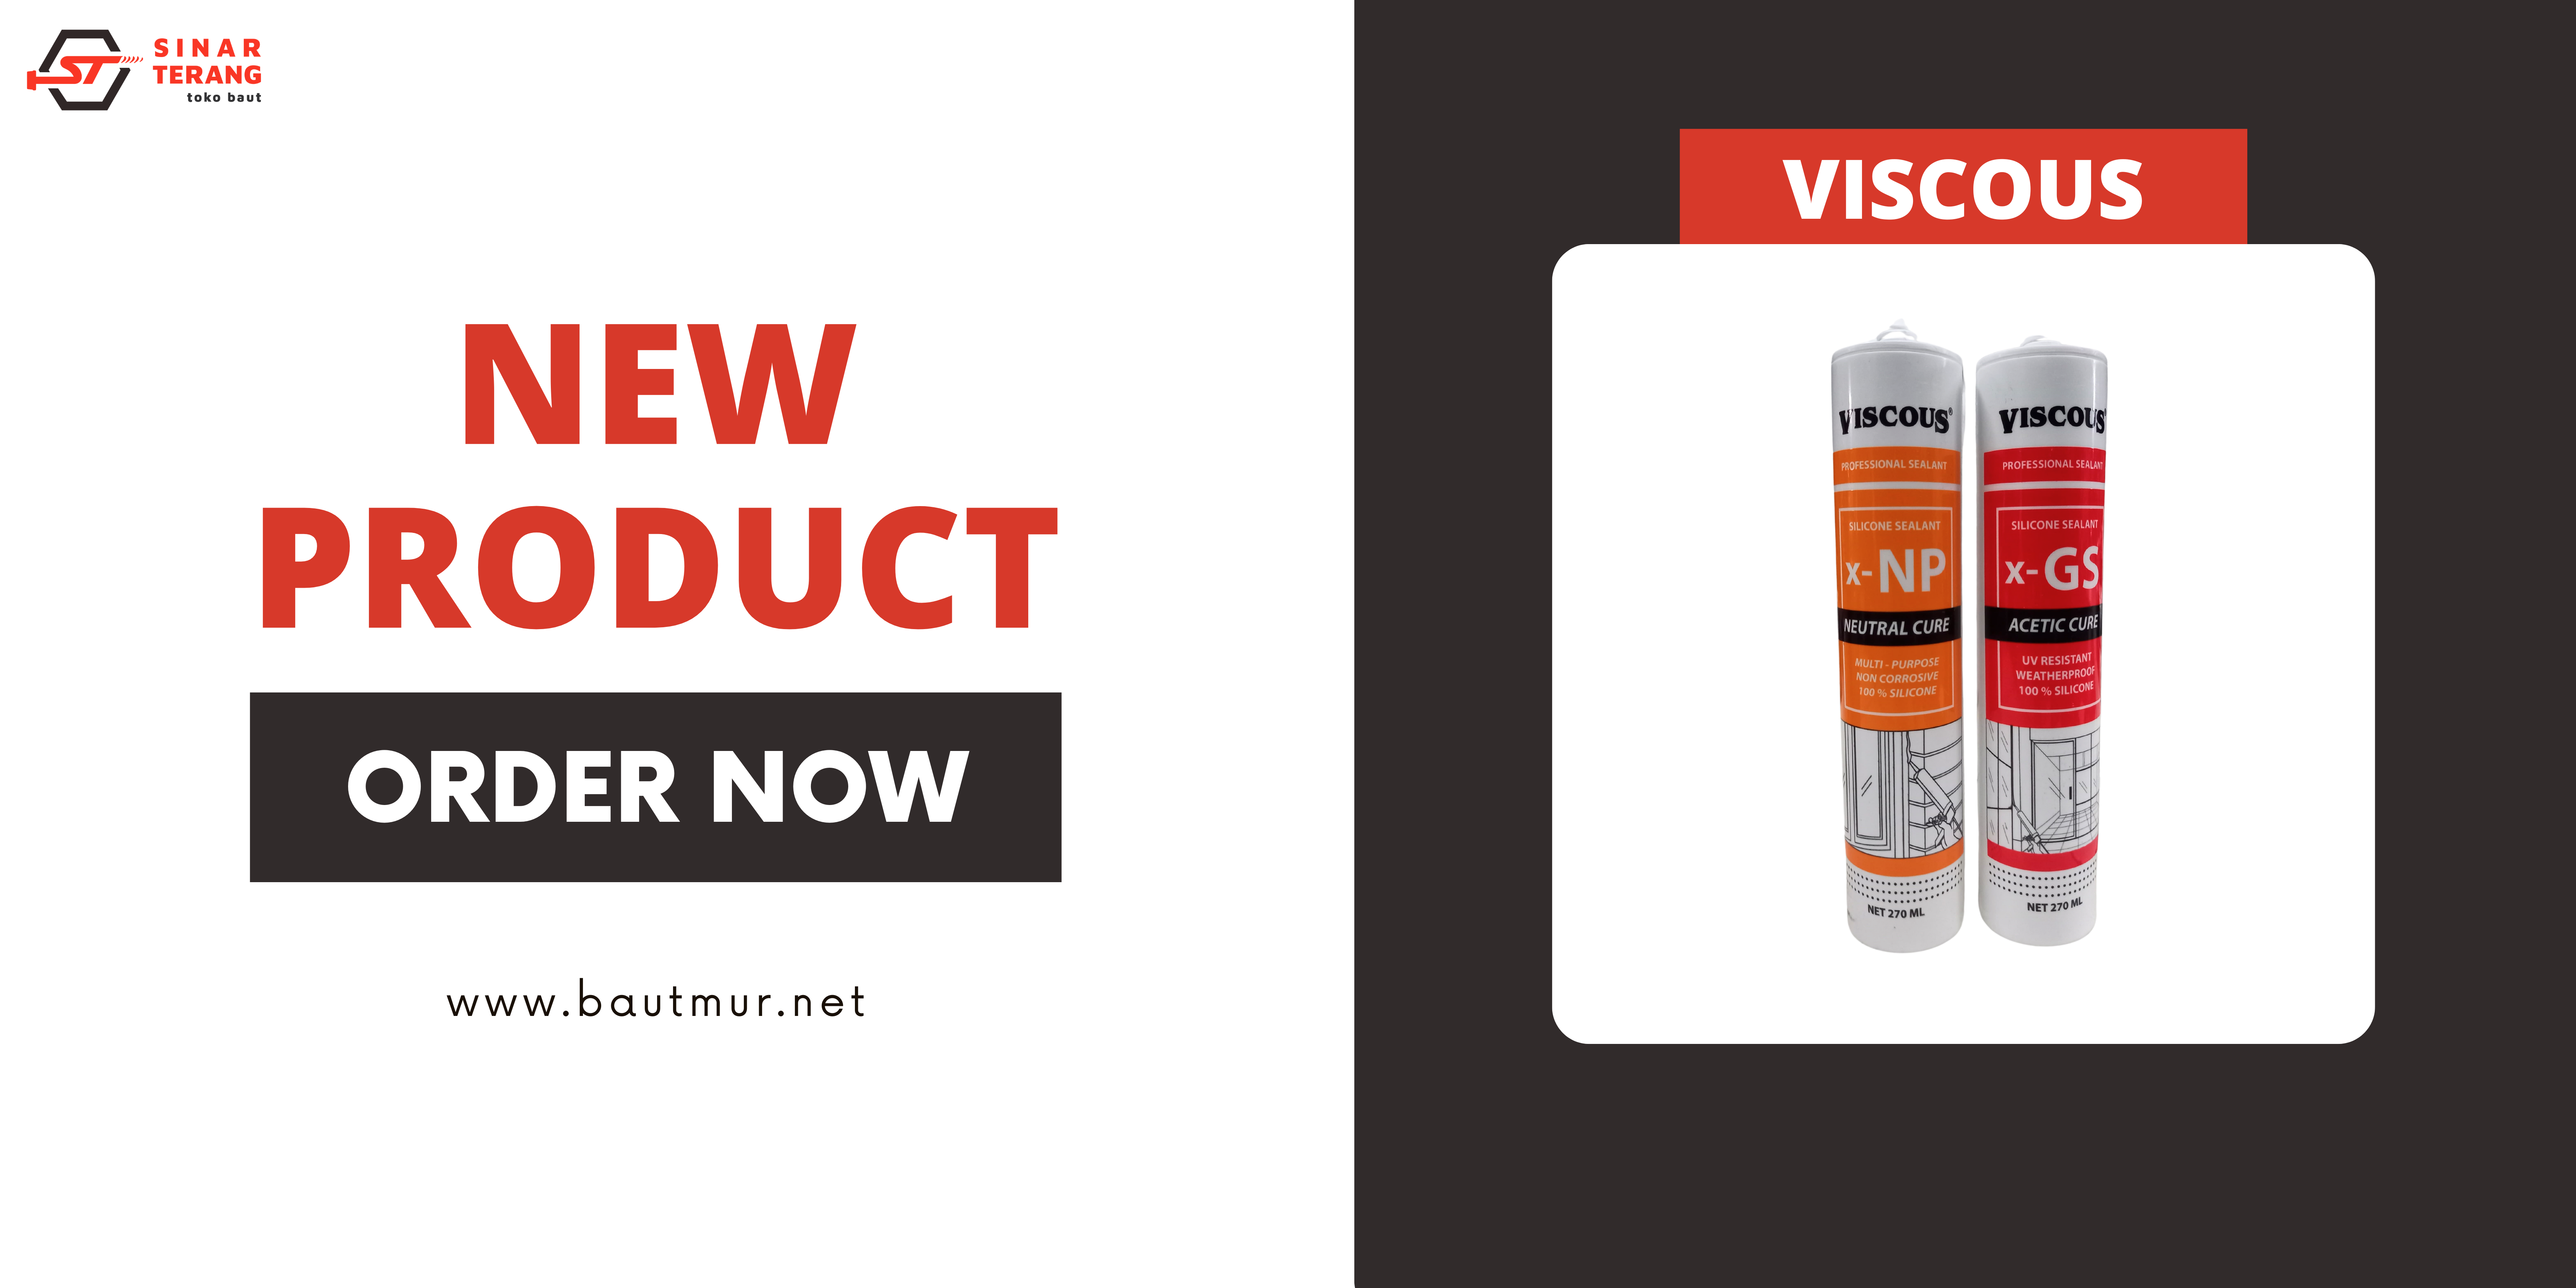 SINAR
TERANG
toko baut
NEW
PRODUCT
ORDER NOW
www.bautmur.net
VISCOUS
VISCOUS®
PROFESSIONAL SEALANT
SILICONE SEALANT
x-NP
NEUTRAL CURE
MULTI - PURPOSE
NON CORROSIVE
100 % SILICONE
NET 270 ML
VISCOUS
PROFESSIONAL SEALANT
SILICONE SEALANT
x-GS
ACETIC CURE
UV RESISTANT
WEATHERPROOF
100 % SILICONE
NET 270 ML